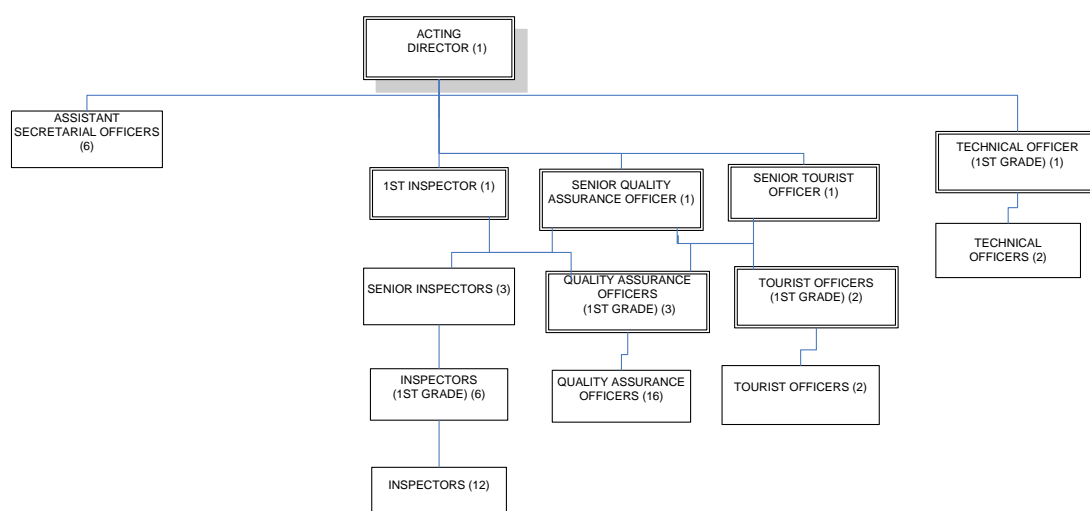 ACTING
DIRECTOR (1)
ASSISTANT
SECRETARIAL OFFICERS
(6)
TECHNICAL OFFICER
(1ST GRADE) (1)
1ST INSPECTOR (1)
SENIOR QUALITY
ASSURANCE OFFICER (1)
SENIOR TOURIST
OFFICER (1)
TECHNICAL
OFFICERS (2)
SENIOR INSPECTORS (3)
QUALITY ASSURANCE
OFFICERS
(1ST GRADE) (3)
TOURIST OFFICERS
(1ST GRADE) (2)
INSPECTORS
(1ST GRADE) (6)
QUALITY ASSURANCE
OFFICERS (16)
TOURIST OFFICERS (2)
INSPECTORS (12)